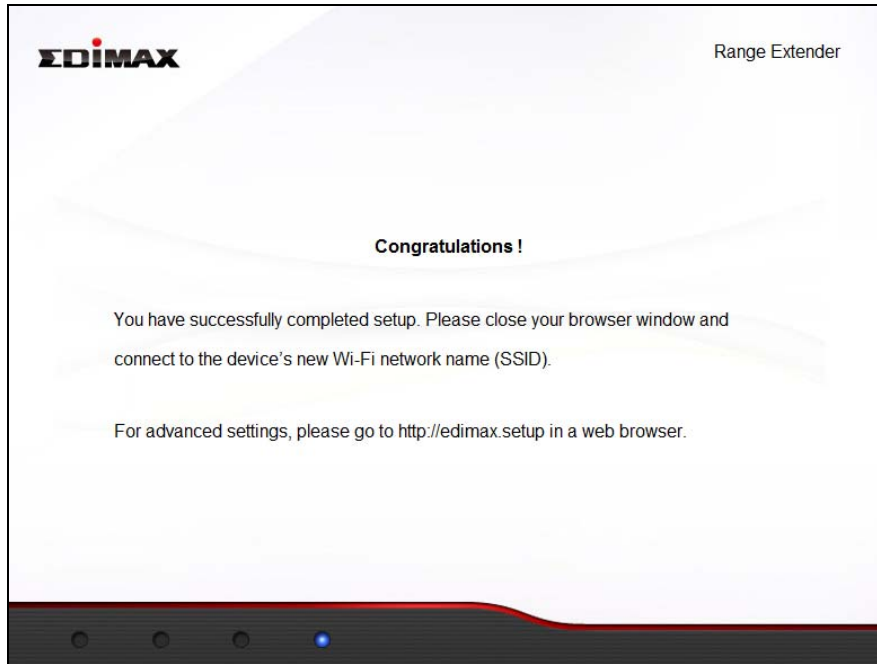 EDIMAX
Range Extender
Congratulations !
You have successfully completed setup. Please close your browser window and
connect to the device's new Wi-Fi network name (SSID).
For advanced settings, please go to http://edimax.setup in a web browser.